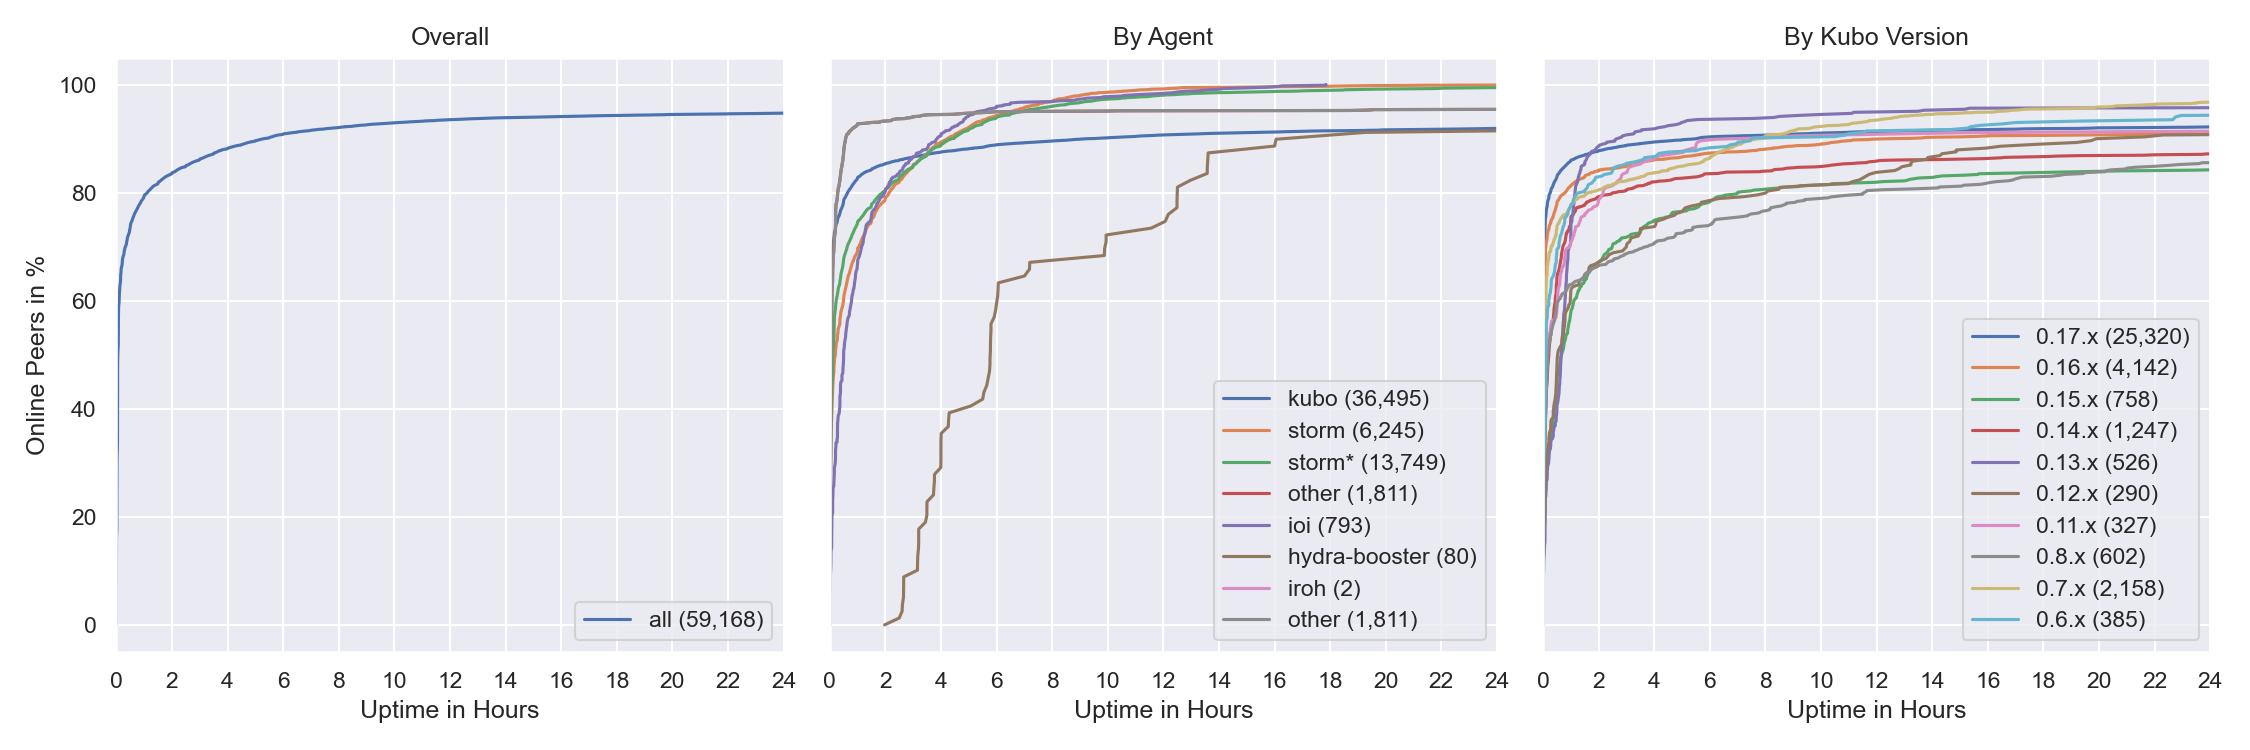 Overall
Online Peers in %
100
80
60
40
20
0
all (59,168)
0 2 4 6 8 10 12 14 16 18 20 22 24
Uptime in Hours
By Agent
kubo (36,495)
storm (6,245)
storm* (13,749)
other (1,811)
ioi (793)
hydra-booster (80)
iroh (2)
other (1,811)
0 2 4 6 8 10 12 14 16 18 20 22 24
Uptime in Hours
By Kubo Version
0.17.x (25,320)
0.16.x (4,142)
0.15.x (758)
0.14.x (1,247)
0.13.x (526)
0.12.x (290)
0.11.x (327)
0.8.x (602)
0.7.x (2,158)
0.6.x (385)
0 2 4 6 8 10 12 14 16 18 20 22 24
Uptime in Hours